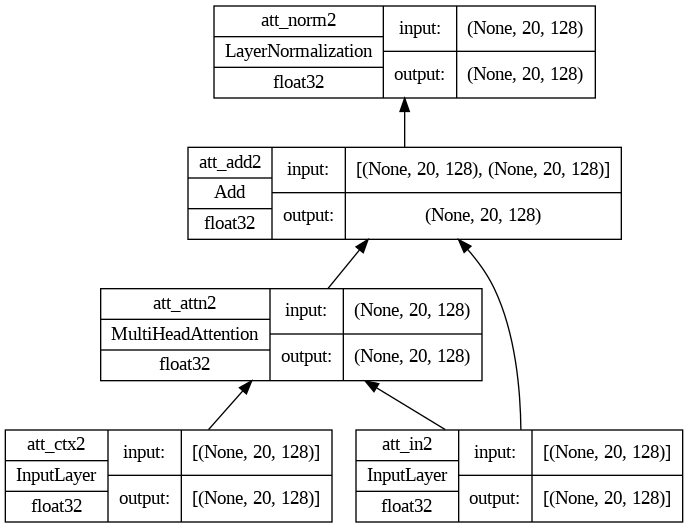 att_norm2
LayerNormalization
float32
input:
(None, 20, 128)
output:
(None, 20, 128)
att_add2
Add
float32
input:
[(None, 20, 128), (None, 20, 128)]
output:
(None, 20, 128)
att_attn2
MultiHeadAttention
float32
input:
(None, 20, 128)
output:
(None, 20, 128)
att_ctx2
InputLayer
float32
input:
[(None, 20, 128)]
output:
[(None, 20, 128)]
att_in2
InputLayer
float32
input:
[(None, 20, 128)]
output:
[(None, 20, 128)]